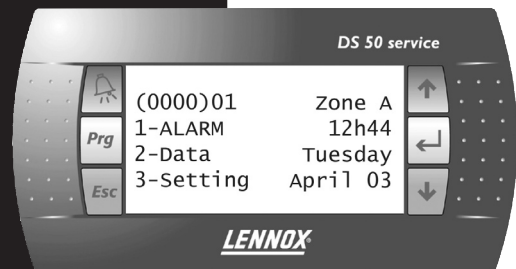 DS 50 service
(0000)01 Zone A
1-ALARM 12h44
Prg
2-Data Tuesday
3-Setting April 03
Esc
LENNOX